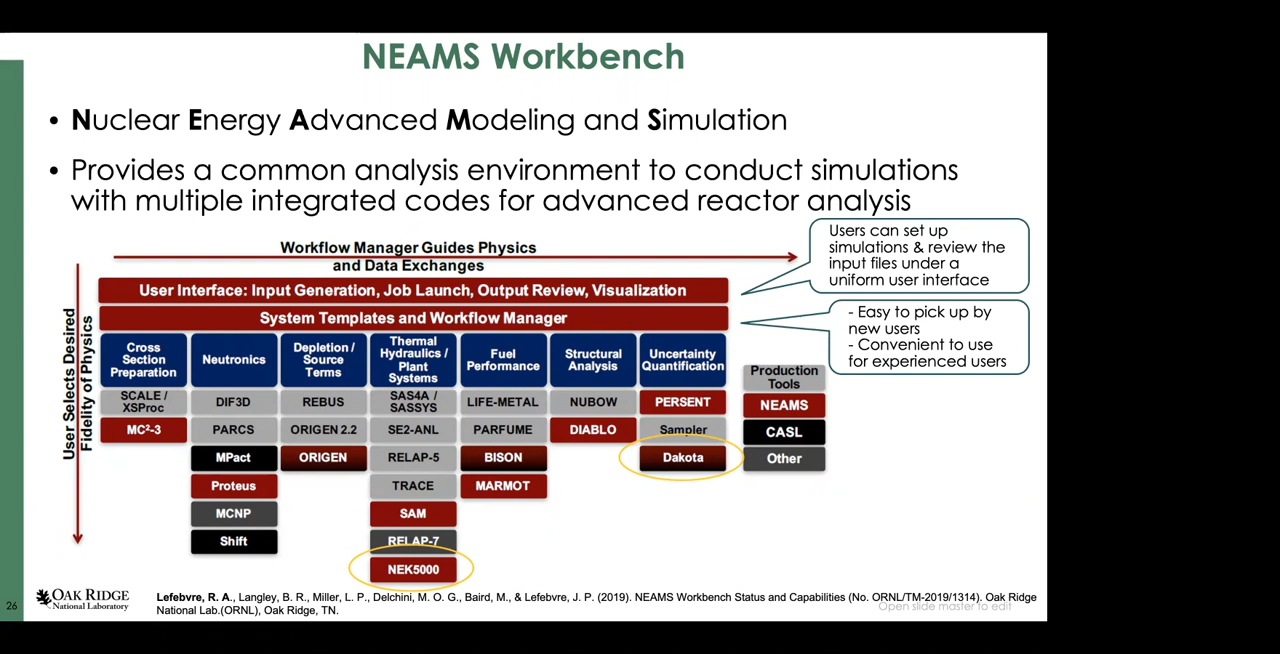 NEAMS Workbench
• Nuclear Energy Advanced Modeling and Simulation
• Provides a common analysis environment to conduct simulations
with multiple integrated codes for advanced reactor analysis
Users can set up
simulations & review the
input files under a
uniform user interface
- Easy to pick up by
new users
- Convenient to use
for experienced users
Workflow Manager Guides Physics
and Data Exchanges
User Selects Desired
Fidelity of Physics
User Interface: Input Generation, Job Launch, Output Review, Visualization
System Templates and Workflow Manager
Cross
Section
Preparation
SCALE /
XSProc
MC²-3
Neutronics
DIF3D
PARCS
MPact
Proteus
MCNP
Shift
Depletion /
Source
Terms
REBUS
ORIGEN 2.2
ORIGEN
Thermal
Hydraulics /
Plant
Systems
SAS4A /
SASSYS
SE2-ANL
RELAP-5
TRACE
SAM
RELAP-7
NEK5000
Fuel
Performance
LIFE-METAL
PARFUME
BISON
MARMOT
Structural
Analysis
NUBOW
DIABLO
Uncertainty
Quantification
PERSENT
Sampler
Dakota
Production
Tools
NEAMS
CASL
Other
26
OAK RIDGE
National Laboratory
Lefebvre, R. A., Langley, B. R., Miller, L. P., Delchini, M. O. G., Baird, M., & Lefebvre, J. P. (2019). NEAMS Workbench Status and Capabilities (No. ORNL/TM-2019/1314). Oak Ridge
National Lab.(ORNL), Oak Ridge, TN.
Open slide master to edit